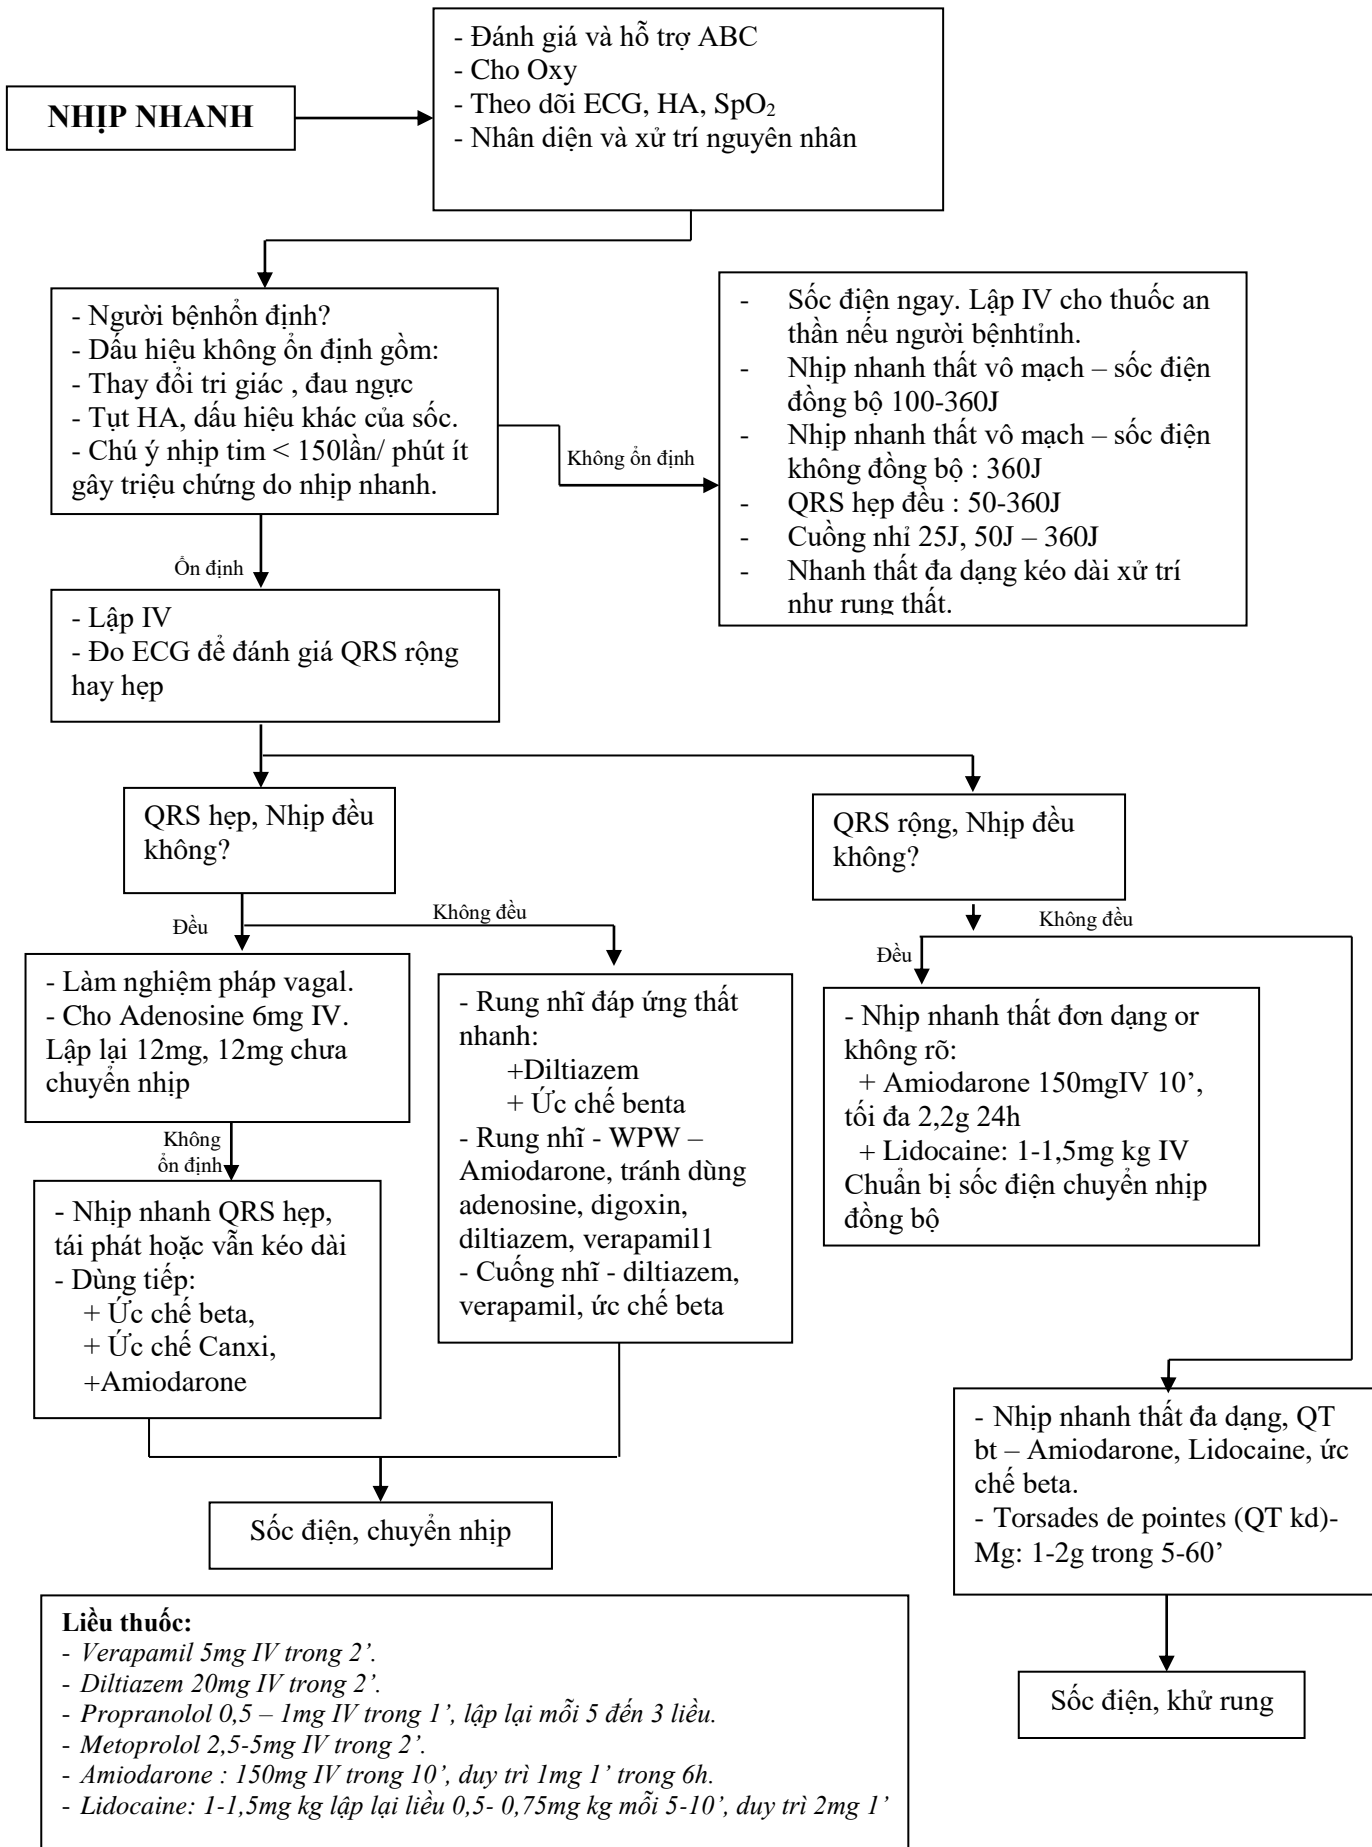 - Đánh giá và hỗ trợ ABC
- Cho Oxy
- Theo dõi ECG, HA, SpO₂
- Nhân diện và xử trí nguyên nhân
NHỊP NHANH
- Người bệnhổn định?
- Dấu hiệu không ổn định gồm:
- Thay đổi tri giác , đau ngực
- Tụt HA, dấu hiệu khác của sốc.
- Chú ý nhịp tim < 150lần/ phút ít
gây triệu chứng do nhịp nhanh.
Không ổn định
- Sốc điện ngay. Lập IV cho thuốc an
thần nếu người bệnhtỉnh.
- Nhịp nhanh thất vô mạch – sốc điện
đồng bộ 100-360J
- Nhịp nhanh thất vô mạch – sốc điện
không đồng bộ : 360J
- QRS hẹp đều : 50-360J
- Cuồng nhỉ 25J, 50J – 360J
- Nhanh thất đa dạng kéo dài xử trí
như rung thất.
Ổn định
- Lập IV
- Đo ECG để đánh giá QRS rộng
hay hẹp
QRS hẹp, Nhịp đều
không?
QRS rộng, Nhịp đều
không?
Đều
Không đều
Đều
Không đều
- Làm nghiệm pháp vagal.
- Cho Adenosine 6mg IV.
Lập lại 12mg, 12mg chưa
chuyển nhịp
- Rung nhĩ đáp ứng thất
nhanh:
+Diltiazem
+ Ức chế benta
- Rung nhĩ - WPW –
Amiodarone, tránh dùng
adenosine, digoxin,
diltiazem, verapamil1
- Cuống nhĩ - diltiazem,
verapamil, ức chế beta
- Nhịp nhanh thất đơn dạng or
không rõ:
+ Amiodarone 150mgIV 10’,
tối đa 2,2g 24h
+ Lidocaine: 1-1,5mg kg IV
Chuẩn bị sốc điện chuyển nhịp
đồng bộ
Không
ổn định
- Nhịp nhanh QRS hẹp,
tái phát hoặc vẫn kéo dài
- Dùng tiếp:
+ Ức chế beta,
+ Ức chế Canxi,
+Amiodarone
- Nhịp nhanh thất đa dạng, QT
bt – Amiodarone, Lidocaine, ức
chế beta.
- Torsades de pointes (QT kd)-
Mg: 1-2g trong 5-60’
Sốc điện, chuyển nhịp
Sốc điện, khử rung
Liều thuốc:
- Verapamil 5mg IV trong 2’.
- Diltiazem 20mg IV trong 2’.
- Propranolol 0,5 – 1mg IV trong 1’, lập lại mỗi 5 đến 3 liều.
- Metoprolol 2,5-5mg IV trong 2’.
- Amiodarone : 150mg IV trong 10’, duy trì 1mg 1’ trong 6h.
- Lidocaine: 1-1,5mg kg lập lại liều 0,5- 0,75mg kg mỗi 5-10’, duy trì 2mg 1’